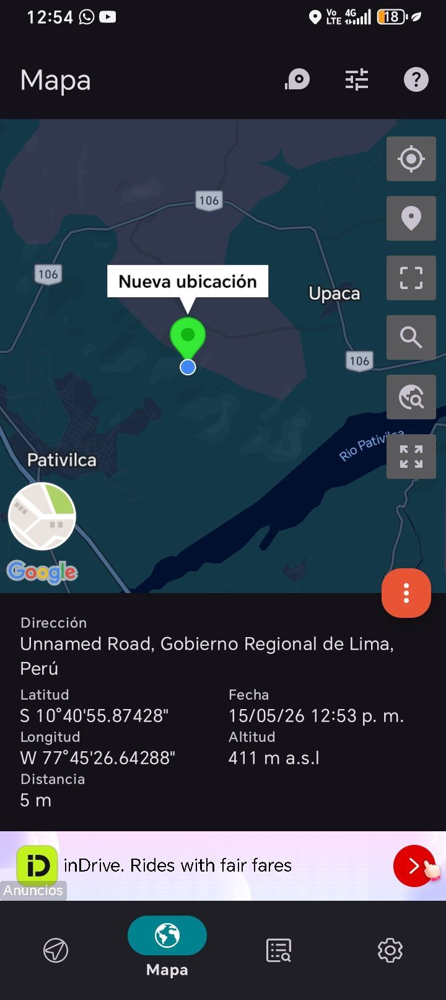 12:54
Vo LTE 4G 18
Mapa
106
106
Nueva ubicación
Upaca
106
Rio Pativilca
Pativilca
Google
Dirección
Unnamed Road, Gobierno Regional de Lima,
Perú
Latitud Fecha
S 10°40'55.87428" 15/05/26 12:53 p. m.
Longitud Altitud
W 77°45'26.64288" 411 m a.s.l
Distancia
5 m
iD inDrive. Rides with fair fares
Anuncios
Mapa